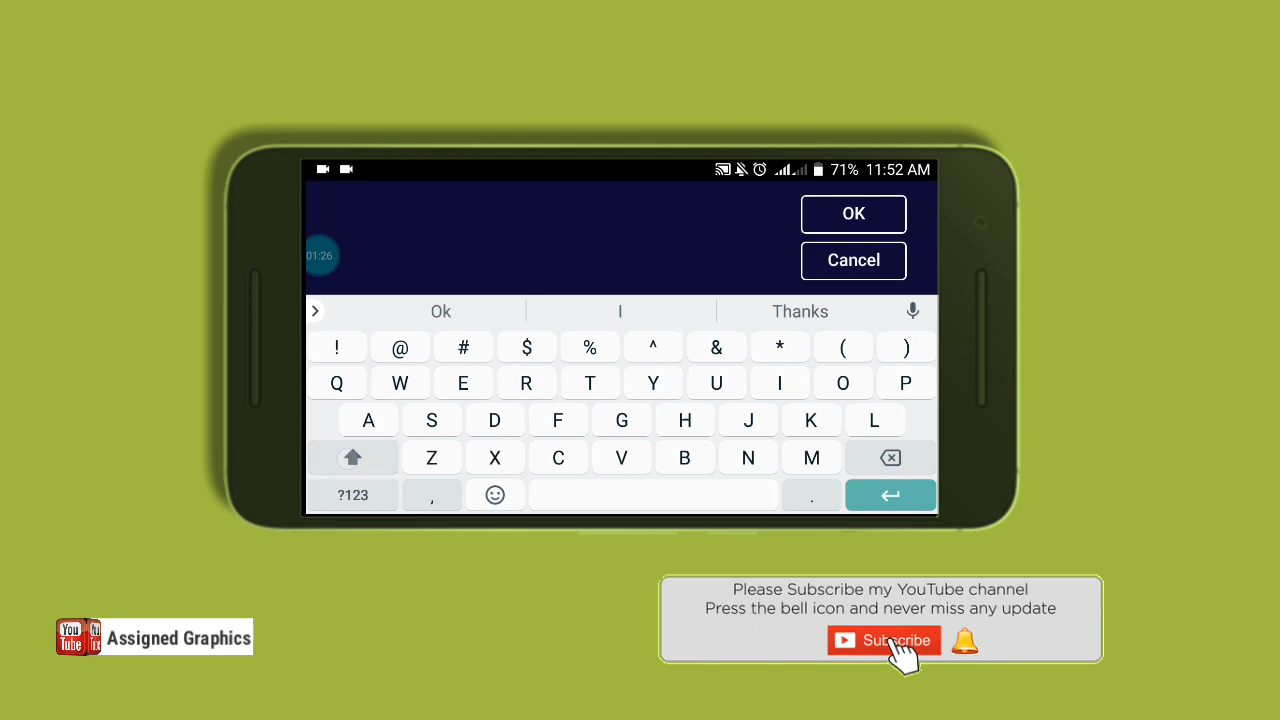 71% 11:52 AM
OK
01:26
Cancel
Ok I Thanks
! @ # $ % ^ & * ( )
Q W E R T Y U I O P
A S D F G H J K L
Z X C V B N M
?123 , .
Please Subscribe my YouTube channel
Press the bell icon and never miss any update
Subscribe
You Tube Assigned Graphics